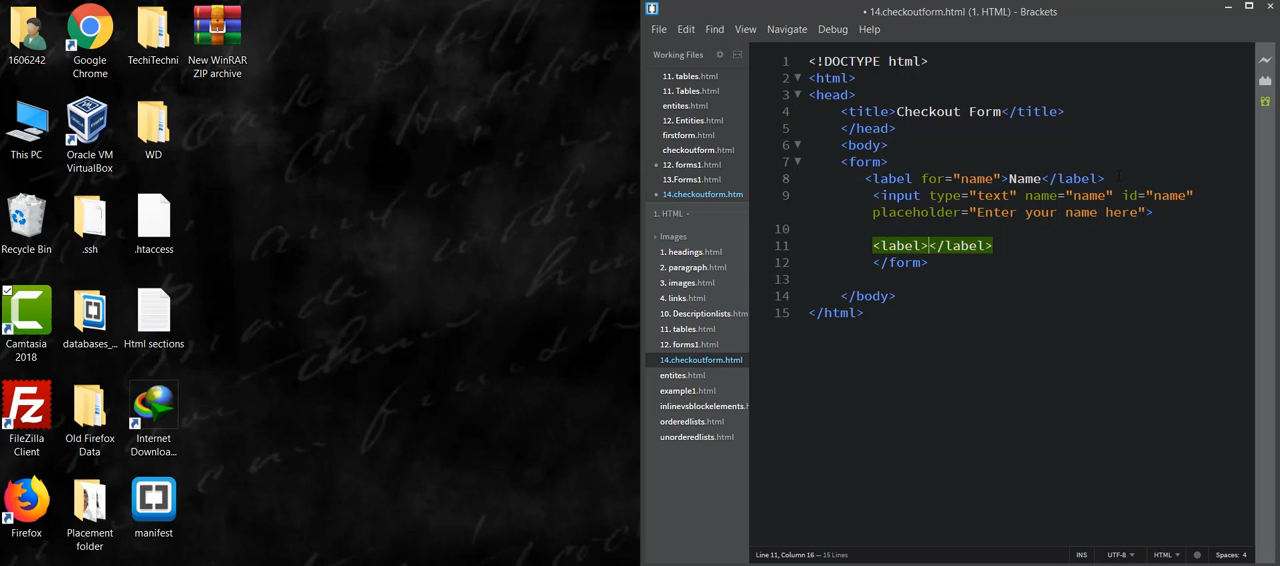 1606242
Google
Chrome
TechiTechni
New WinRAR
ZIP archive
This PC
Oracle VM
VirtualBox
WD
Recycle Bin
.ssh
.htaccess
Camtasia
2018
databases_...
Html sections
FileZilla
Client
Old Firefox
Data
Internet
Downloa...
Firefox
Placement
folder
manifest
• 14.checkoutform.html (1. HTML) - Brackets
File Edit Find View Navigate Debug Help
Working Files
11. tables.html
11. Tables.html
entites.html
12. Entities.html
firstform.html
checkoutform.html
• 12. forms1.html
13.Forms1.html
• 14.checkoutform.htm
1. HTML
Images
1. headings.html
2. paragraph.html
3. images.html
4. links.html
10. Descriptionlists.htm
11. tables.html
12. forms1.html
14.checkoutform.html
entites.html
example1.html
inlinevsblockelements.h
orderedlists.html
unorderedlists.html
1 <!DOCTYPE html>
2 <html>
3 <head>
4 <title>Checkout Form</title>
5 </head>
6 <body>
7 <form>
8 <label for="name">Name</label>
9 <input type="text" name="name" id="name"
placeholder="Enter your name here">
10
11 <label></label>
12 </form>
13
14 </body>
15 </html>
Line 11, Column 16 — 15 Lines
INS UTF-8 HTML Spaces: 4